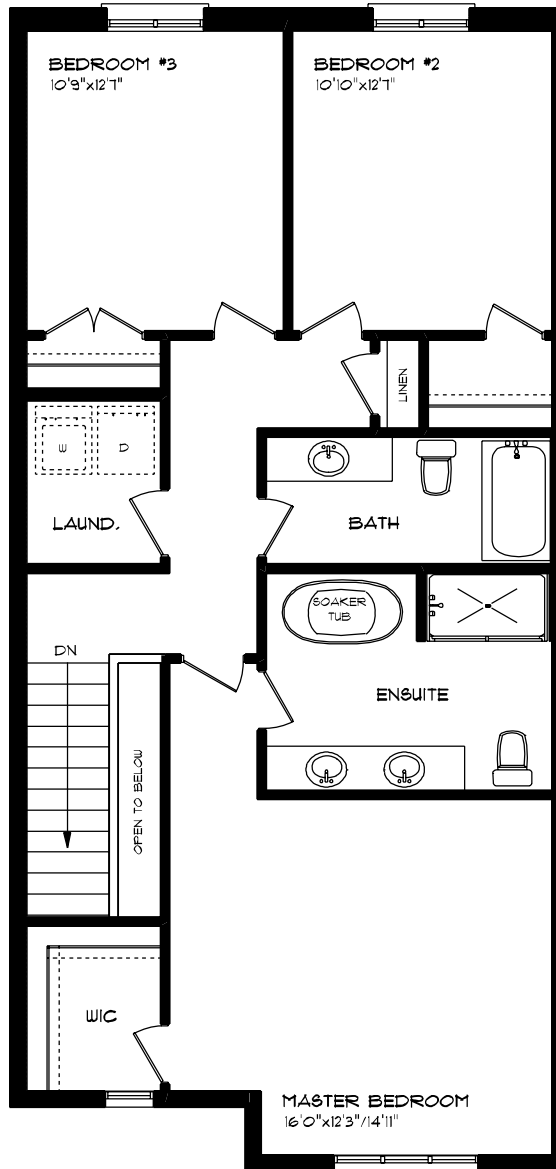 BEDROOM #3
10'9"x12'7"
BEDROOM #2
10'10"x12'7"
LINEN
W
D
LAUND.
BATH
SOAKER
TUB
DN
ENSUITE
OPEN TO BELOW
WIC
MASTER BEDROOM
16'0"x12'3"/14'11"